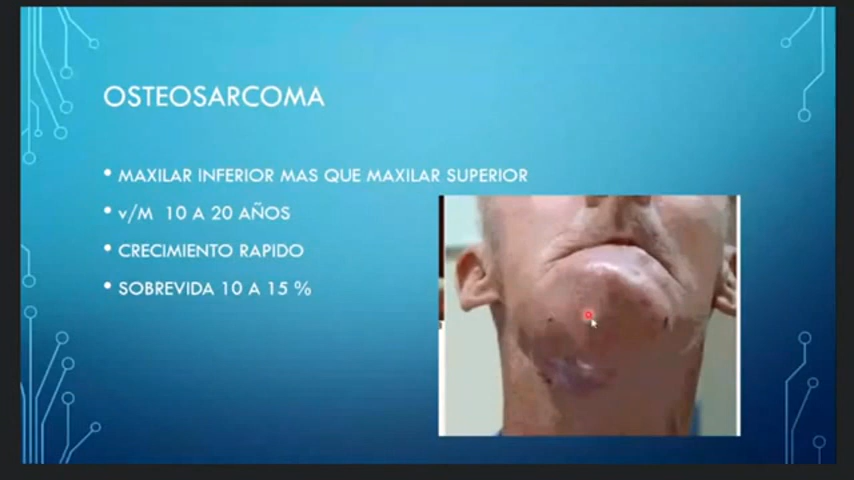 OSTEOSARCOMA
• MAXILAR INFERIOR MAS QUE MAXILAR SUPERIOR
• v/M 10 A 20 AÑOS
• CRECIMIENTO RAPIDO
• SOBREVIDA 10 A 15 %